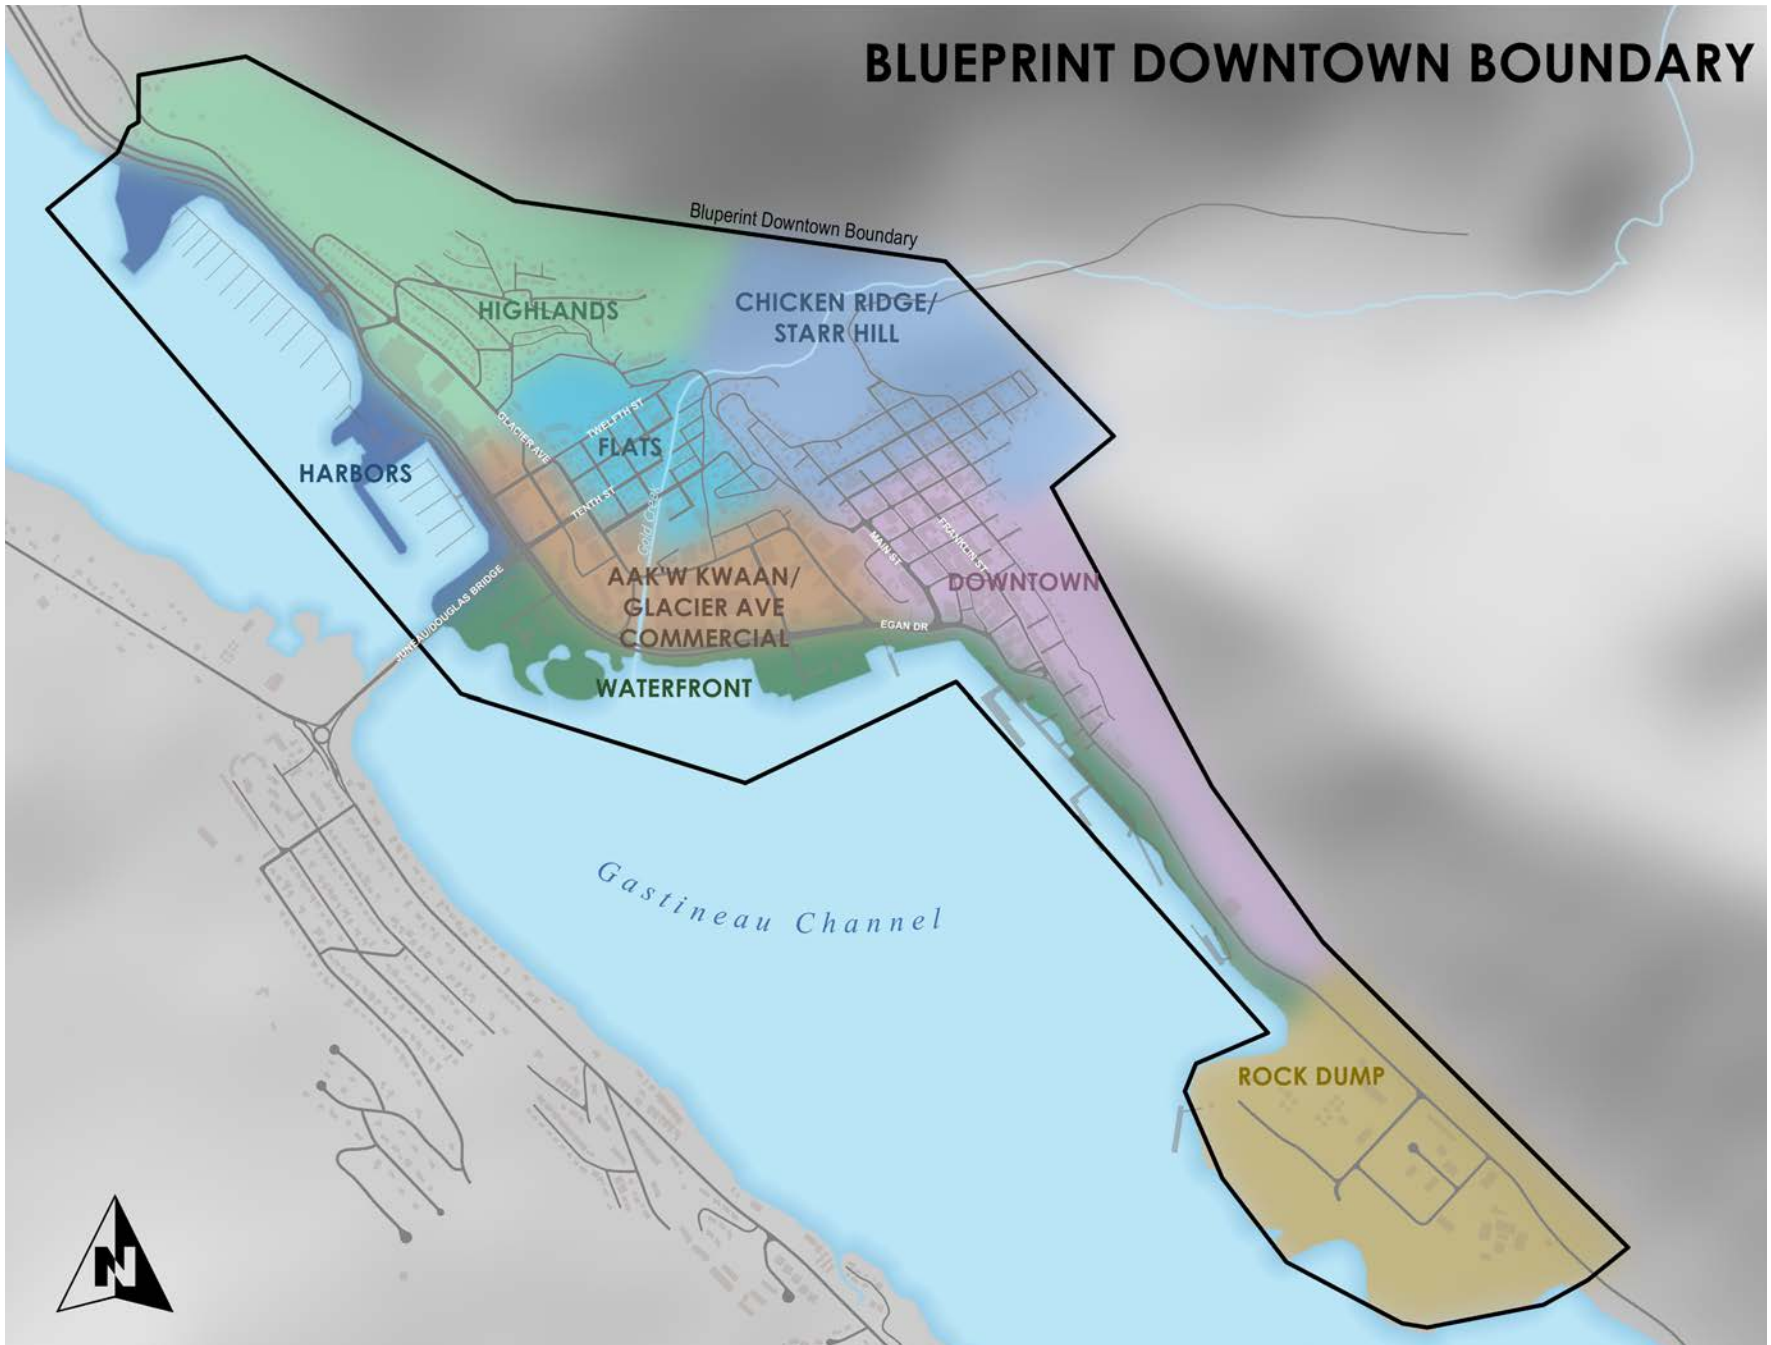 BLUEPRINT DOWNTOWN BOUNDARY
Bluperint Downtown Boundary
HIGHLANDS
CHICKEN RIDGE/
STARR HILL
GLACIER AVE
TWELFTH ST
FLATS
HARBORS
TENTH ST
Gold Creek
MAIN ST
FRANKLIN ST
DOWNTOWN
JUNEAU/DOUGLAS BRIDGE
AAK'W KWAAN/
GLACIER AVE
COMMERCIAL
EGAN DR
WATERFRONT
Gastineau Channel
ROCK DUMP
N